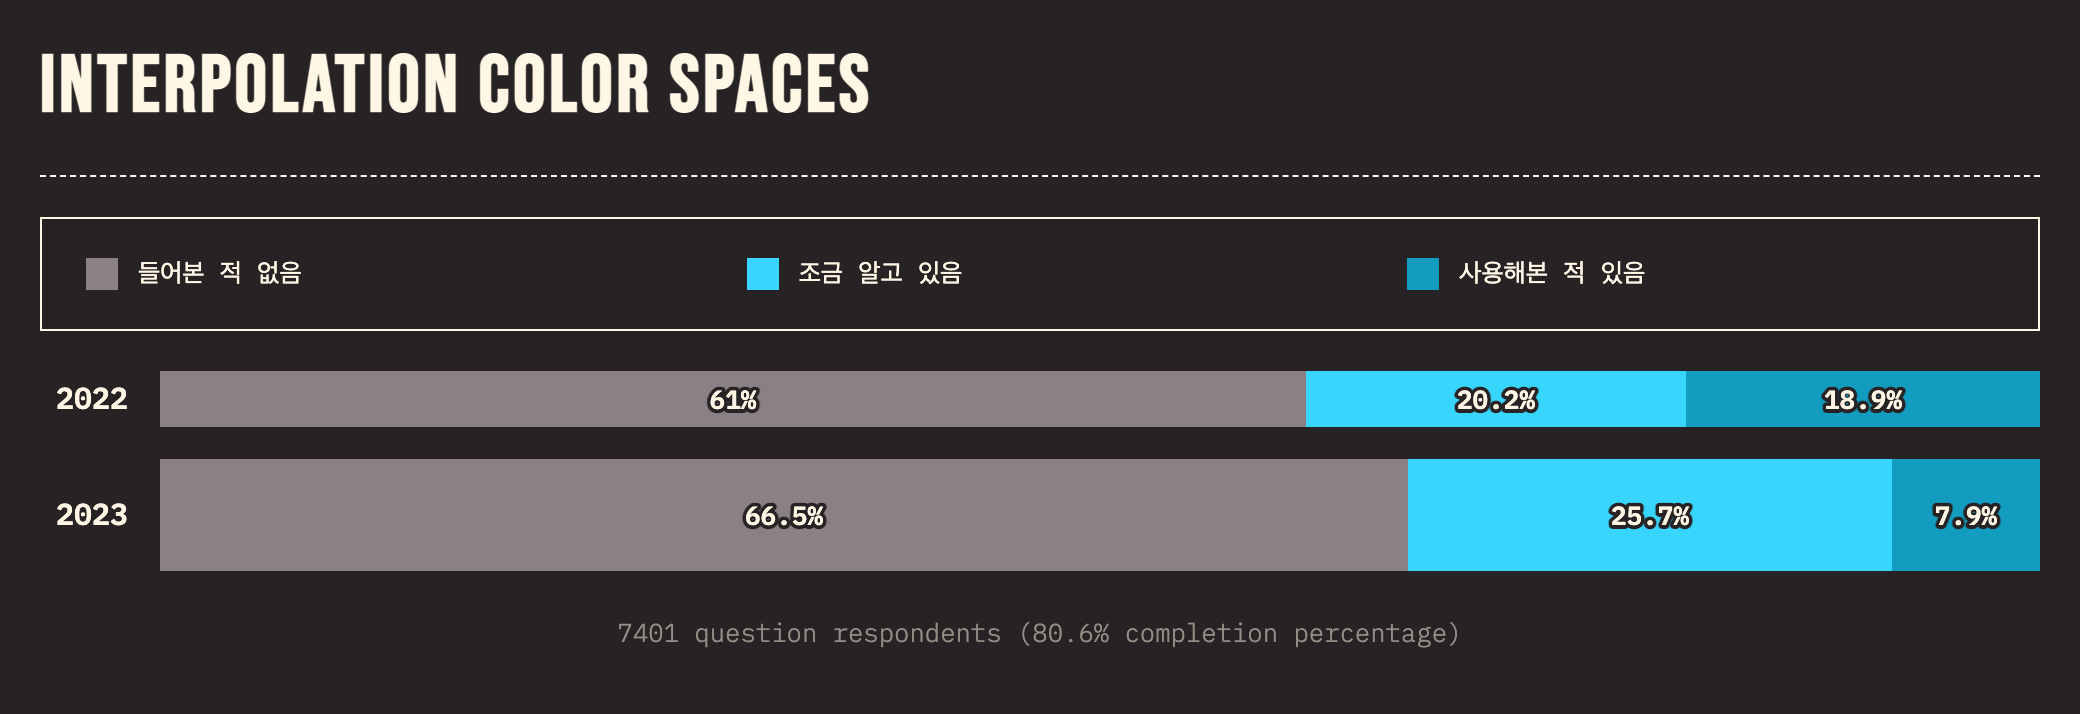 INTERPOLATION COLOR SPACES
들어본 적 없음 조금 알고 있음 사용해본 적 있음
2022 61% 20.2% 18.9%
2023 66.5% 25.7% 7.9%
7401 question respondents (80.6% completion percentage)